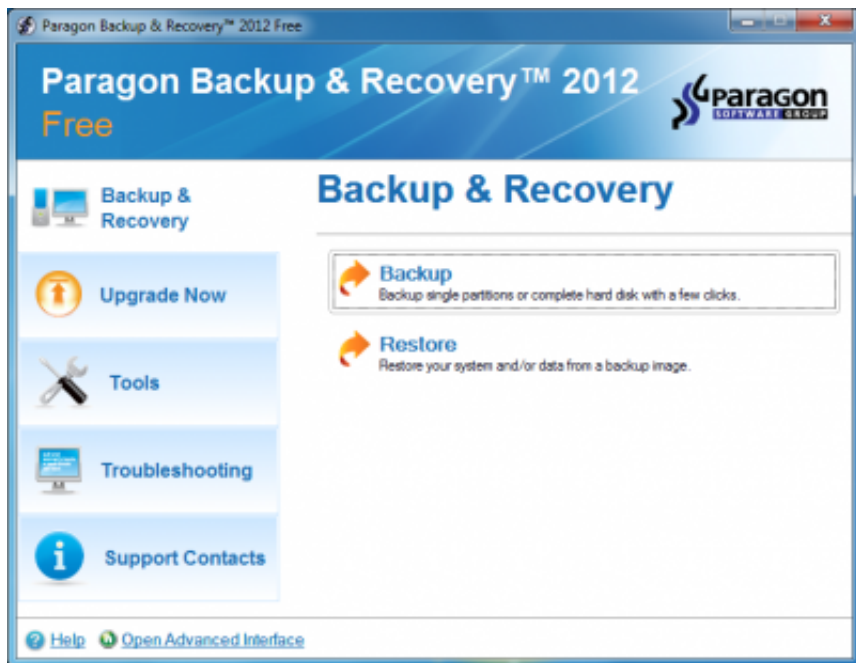 Paragon Backup & Recovery™ 2012 Free
Paragon Backup & Recovery™ 2012
Free
Paragon
SOFTWARE GROUP
Backup &
Recovery
Upgrade Now
Tools
Troubleshooting
Support Contacts
Backup & Recovery
Backup
Backup single partitions or complete hard disk with a few clicks.
Restore
Restore your system and/or data from a backup image.
Help
Open Advanced Interface